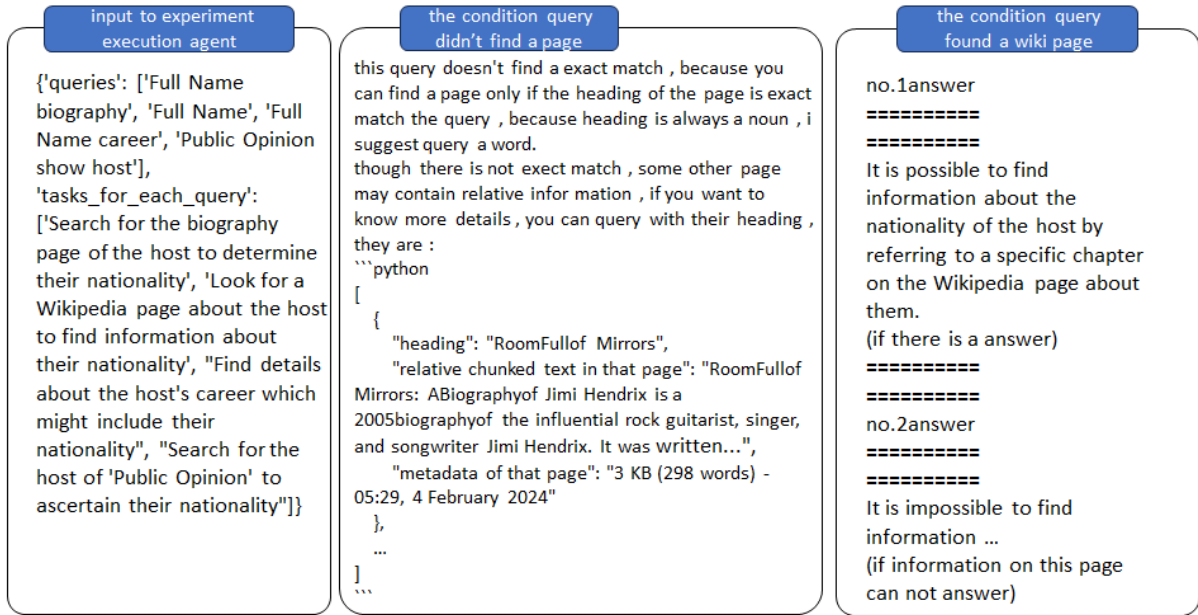 input to experiment
execution agent
{'queries': ['Full Name
biography', 'Full Name', 'Full
Name career', 'Public Opinion
show host'],
'tasks_for_each_query':
['Search for the biography
page of the host to determine
their nationality', 'Look for a
Wikipedia page about the host
to find information about
their nationality', "Find details
about the host's career which
might include their
nationality", "Search for the
host of 'Public Opinion' to
ascertain their nationality"]}
the condition query
didn't find a page
this query doesn't find a exact match , because you
can find a page only if the heading of the page is exact
match the query , because heading is always a noun , i
suggest query a word.
though there is not exect match , some other page
may contain relative infor mation , if you want to
know more details , you can query with their heading ,
they are :
```python
[
{
"heading": "RoomFullof Mirrors",
"relative chunked text in that page": "RoomFullof
Mirrors: ABiographyof Jimi Hendrix is a
2005biographyof the influential rock guitarist, singer,
and songwriter Jimi Hendrix. It was written...",
"metadata of that page": "3 KB (298 words) -
05:29, 4 February 2024"
},
...
]
```
the condition query
found a wiki page
no.1answer
==========
==========
It is possible to find
information about the
nationality of the host by
referring to a specific chapter
on the Wikipedia page about
them.
(if there is a answer)
==========
==========
no.2answer
==========
==========
It is impossible to find
information ...
(if information on this page
can not answer)